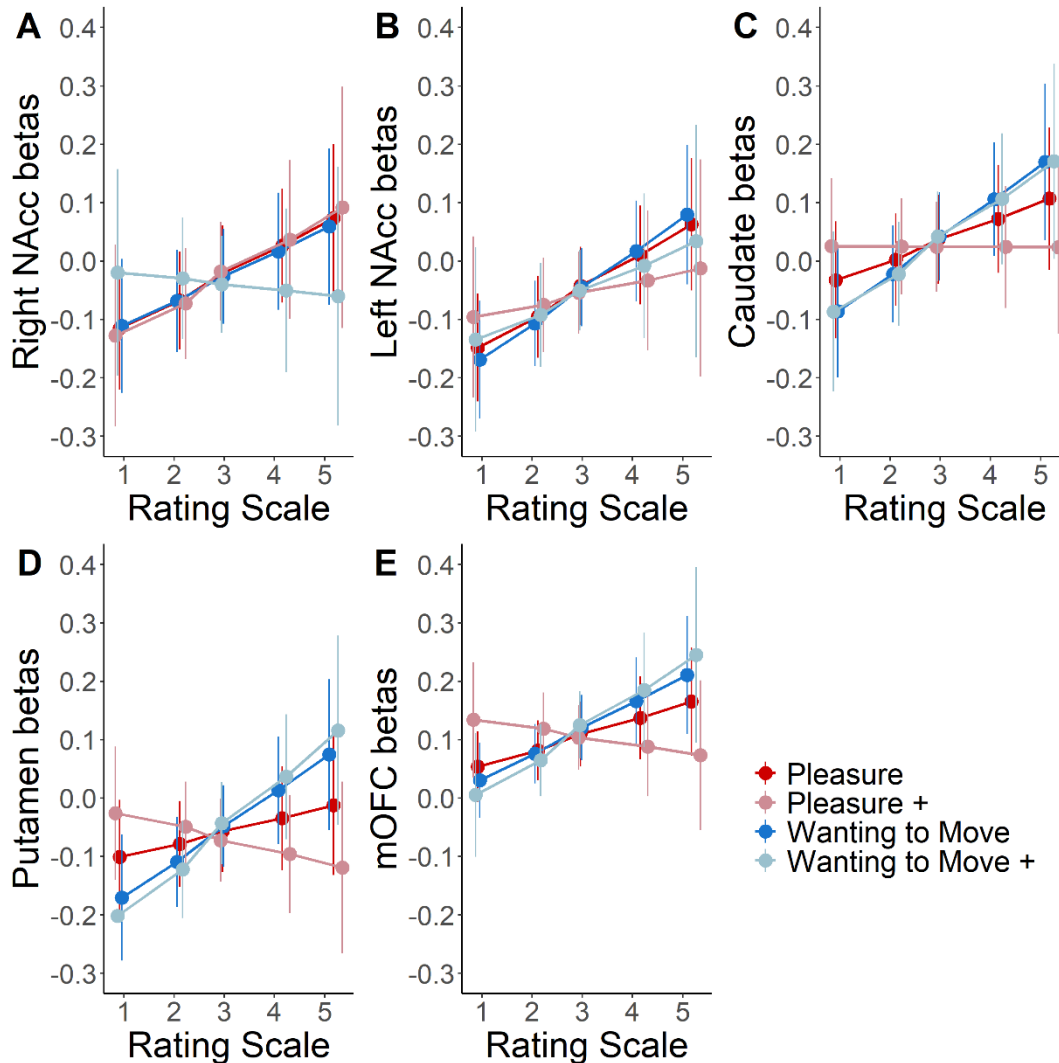 A
Right NAcc betas
0.4
0.3
0.2
0.1
0.0
-0.1
-0.2
-0.3
1 2 3 4 5
Rating Scale
B
Left NAcc betas
0.4
0.3
0.2
0.1
0.0
-0.1
-0.2
-0.3
1 2 3 4 5
Rating Scale
C
Caudate betas
0.4
0.3
0.2
0.1
0.0
-0.1
-0.2
-0.3
1 2 3 4 5
Rating Scale
D
Putamen betas
0.4
0.3
0.2
0.1
0.0
-0.1
-0.2
-0.3
1 2 3 4 5
Rating Scale
E
mOFC betas
0.4
0.3
0.2
0.1
0.0
-0.1
-0.2
-0.3
1 2 3 4 5
Rating Scale
Pleasure
Pleasure +
Wanting to Move
Wanting to Move +